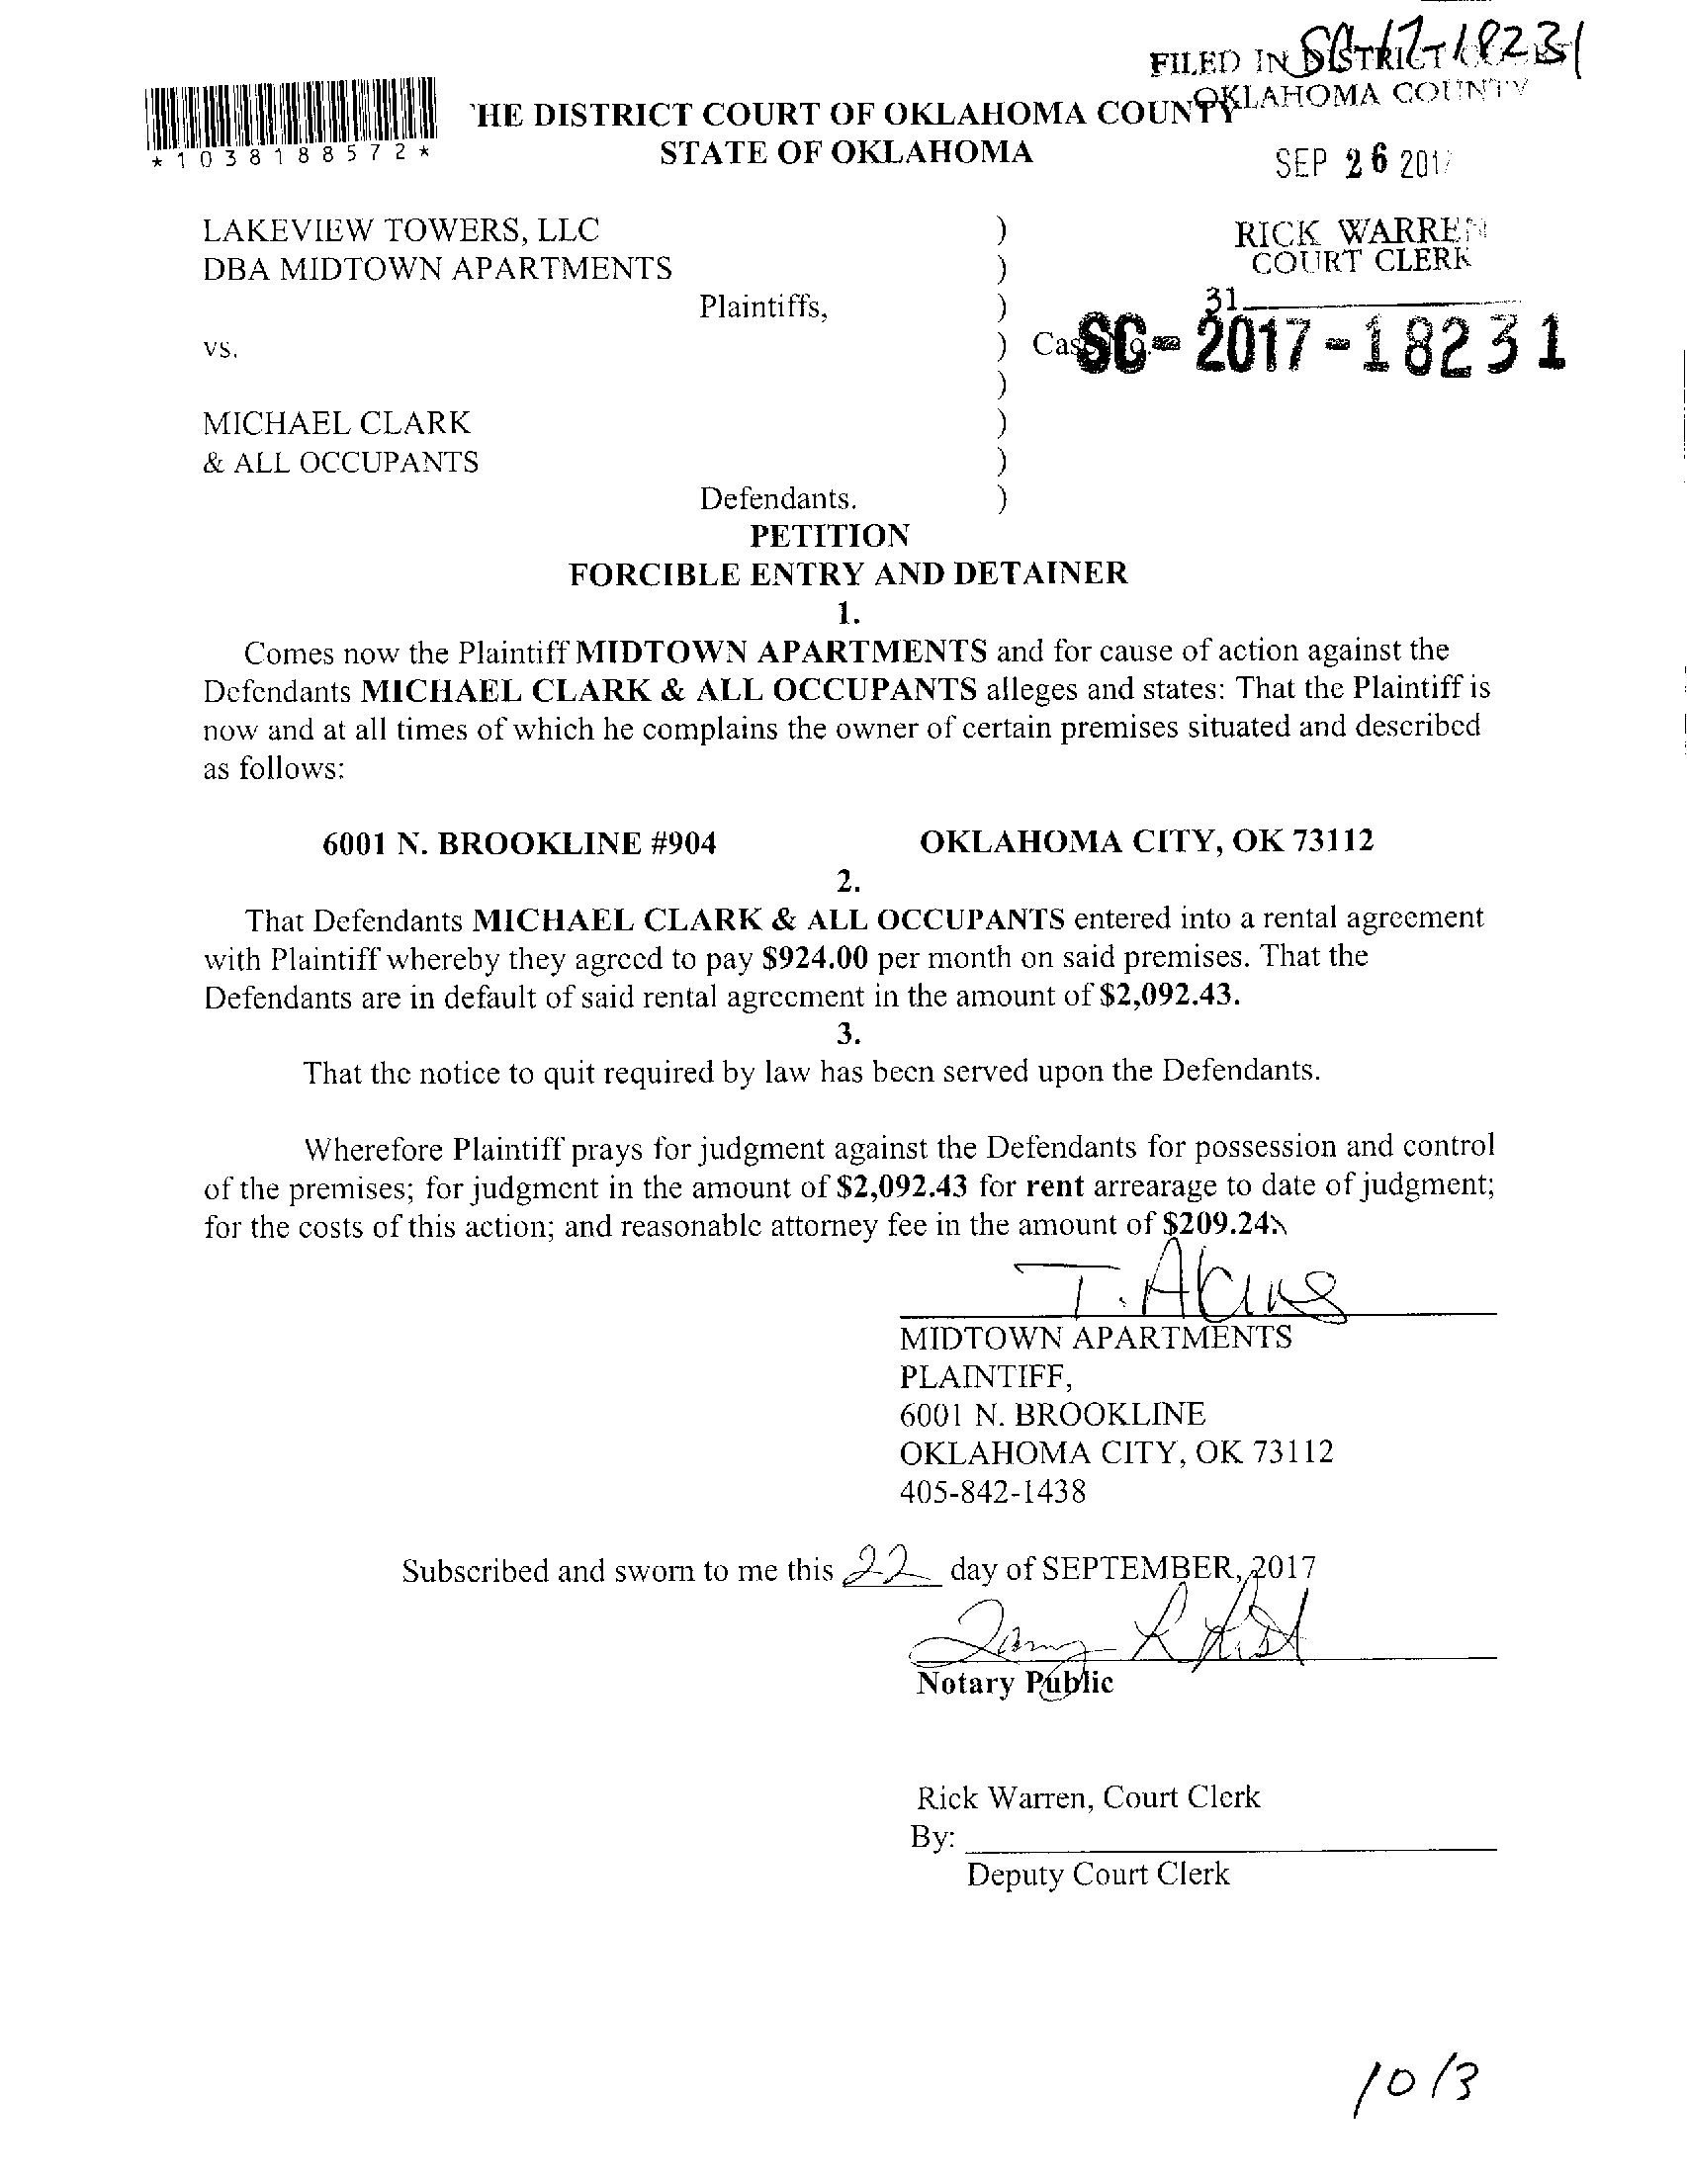 SC-17-18231
FILED IN DISTRICT COURT
OKLAHOMA COUNTY
*1038188572*
'HE DISTRICT COURT OF OKLAHOMA COUNTY
STATE OF OKLAHOMA
SEP 26 2017
LAKEVIEW TOWERS, LLC )
DBA MIDTOWN APARTMENTS )
RICK WARREN
COURT CLERK
Plaintiffs, )
31
vs. ) Case No.
SC-2017-18231
)
MICHAEL CLARK )
& ALL OCCUPANTS )
Defendants. )
PETITION
FORCIBLE ENTRY AND DETAINER
1.
Comes now the Plaintiff MIDTOWN APARTMENTS and for cause of action against the
Defendants MICHAEL CLARK & ALL OCCUPANTS alleges and states: That the Plaintiff is
now and at all times of which he complains the owner of certain premises situated and described
as follows:
6001 N. BROOKLINE #904 OKLAHOMA CITY, OK 73112
2.
That Defendants MICHAEL CLARK & ALL OCCUPANTS entered into a rental agreement
with Plaintiff whereby they agreed to pay $924.00 per month on said premises. That the
Defendants are in default of said rental agreement in the amount of $2,092.43.
3.
That the notice to quit required by law has been served upon the Defendants.
Wherefore Plaintiff prays for judgment against the Defendants for possession and control
of the premises; for judgment in the amount of $2,092.43 for rent arrearage to date of judgment;
for the costs of this action; and reasonable attorney fee in the amount of $209.24.
MIDTOWN APARTMENTS
PLAINTIFF,
6001 N. BROOKLINE
OKLAHOMA CITY, OK 73112
405-842-1438
Subscribed and sworn to me this 22 day of SEPTEMBER, 2017
Notary Public
Rick Warren, Court Clerk
By:
Deputy Court Clerk
10/3